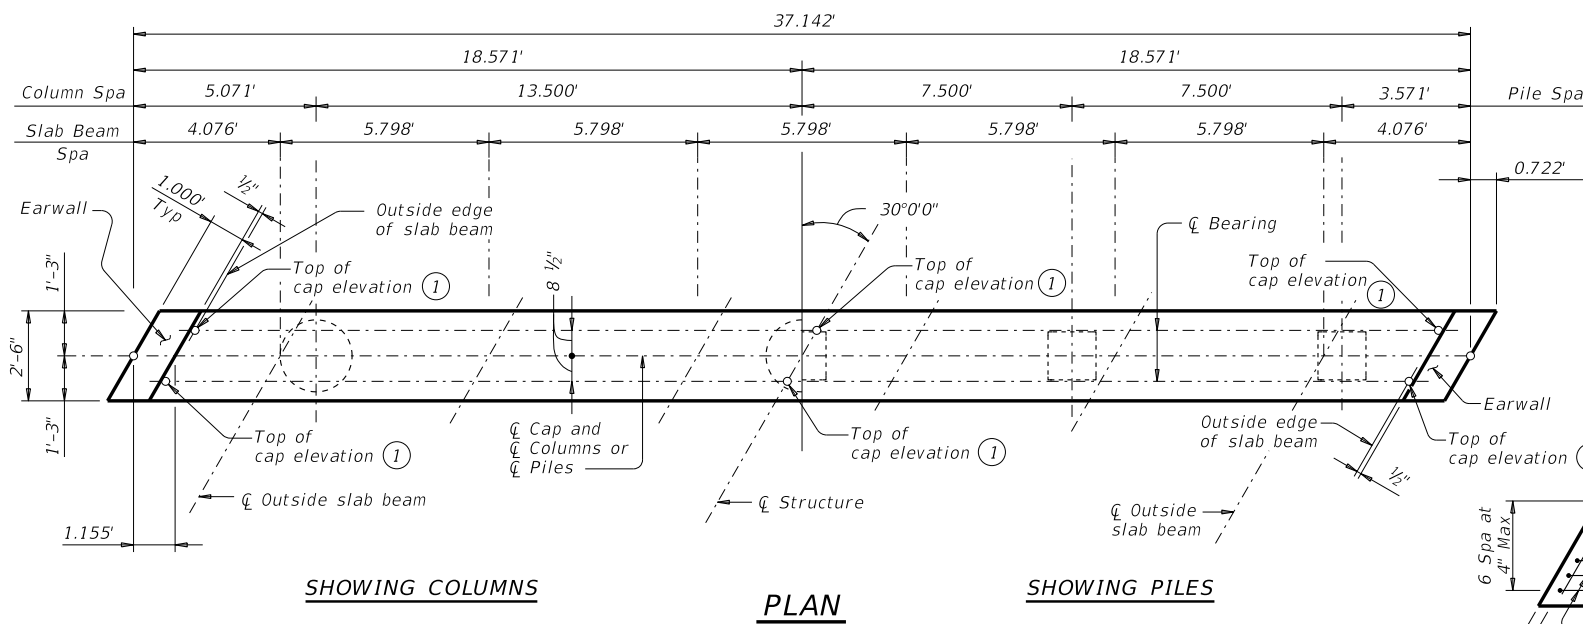 37.142'
18.571'
18.571'
Column Spa
5.071'
13.500'
7.500'
7.500'
3.571'
Pile Spa
Slab Beam
Spa
4.076'
5.798'
5.798'
5.798'
5.798'
5.798'
4.076'
0.722'
1.000'
Typ
½"
Earwall
Outside edge
of slab beam
30°0'0"
℄ Bearing
1'-3"
Top of
cap elevation 1
8 ½"
Top of
cap elevation 1
Top of
cap elevation
1
2'-6"
1'-3"
Top of
cap elevation 1
℄ Cap and
℄ Columns or
℄ Piles
Top of
cap elevation 1
Outside edge
of slab beam
Earwall
Top of
cap elevation
½"
℄ Outside slab beam
℄ Structure
℄ Outside
slab beam
1.155'
6 Spa at
4" Max
SHOWING COLUMNS
SHOWING PILES
PLAN